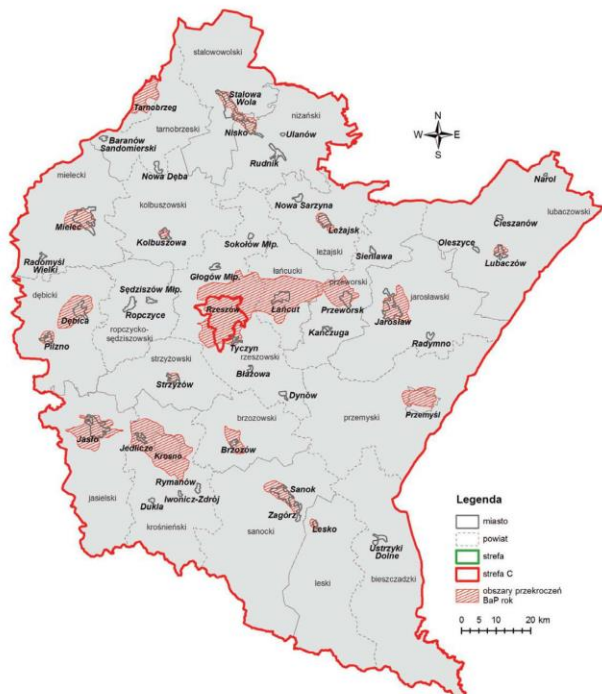 stalowowolski
Stalowa
Wola
Tarnobrzeg
niżański
tarnobrzeski
Nisko
Ulanów
N
W E
S
Baranów
Sandomierski
Rudnik
Nowa Dęba
Narol
mielecki
kolbuszowski
Nowa Sarzyna
Cieszanów
lubaczowski
Mielec
Leżajsk
Kolbuszowa
Sokołów Młp.
leżajski
Sieniawa
Oleszyce
Lubaczów
Radomyśl
Wielki
Głogów Młp.
łańcucki
przeworski
dębicki
Sędziszów Młp.
jarosławski
Dębica
Ropczyce
Rzeszów
Łańcut
Przeworsk
Jarosław
ropczycko-
sędziszowski
Kańczuga
Radymno
Pilzno
Tyczyn
strzyżowski
rzeszowski
Strzyżów
Błażowa
Dynów
Przemyśl
brzozowski
przemyski
Jasło
Jedlicze
Brzozów
Krosno
Rymanów
Sanok
jasielski
Iwonicz-Zdrój
Dukla
Zagórz
krośnieński
sanocki
Lesko
Ustrzyki
Dolne
leski
bieszczadzki
Legenda
miasto
powiat
strefa
strefa C
obszary przekroczeń
BaP rok
0 10 20 km